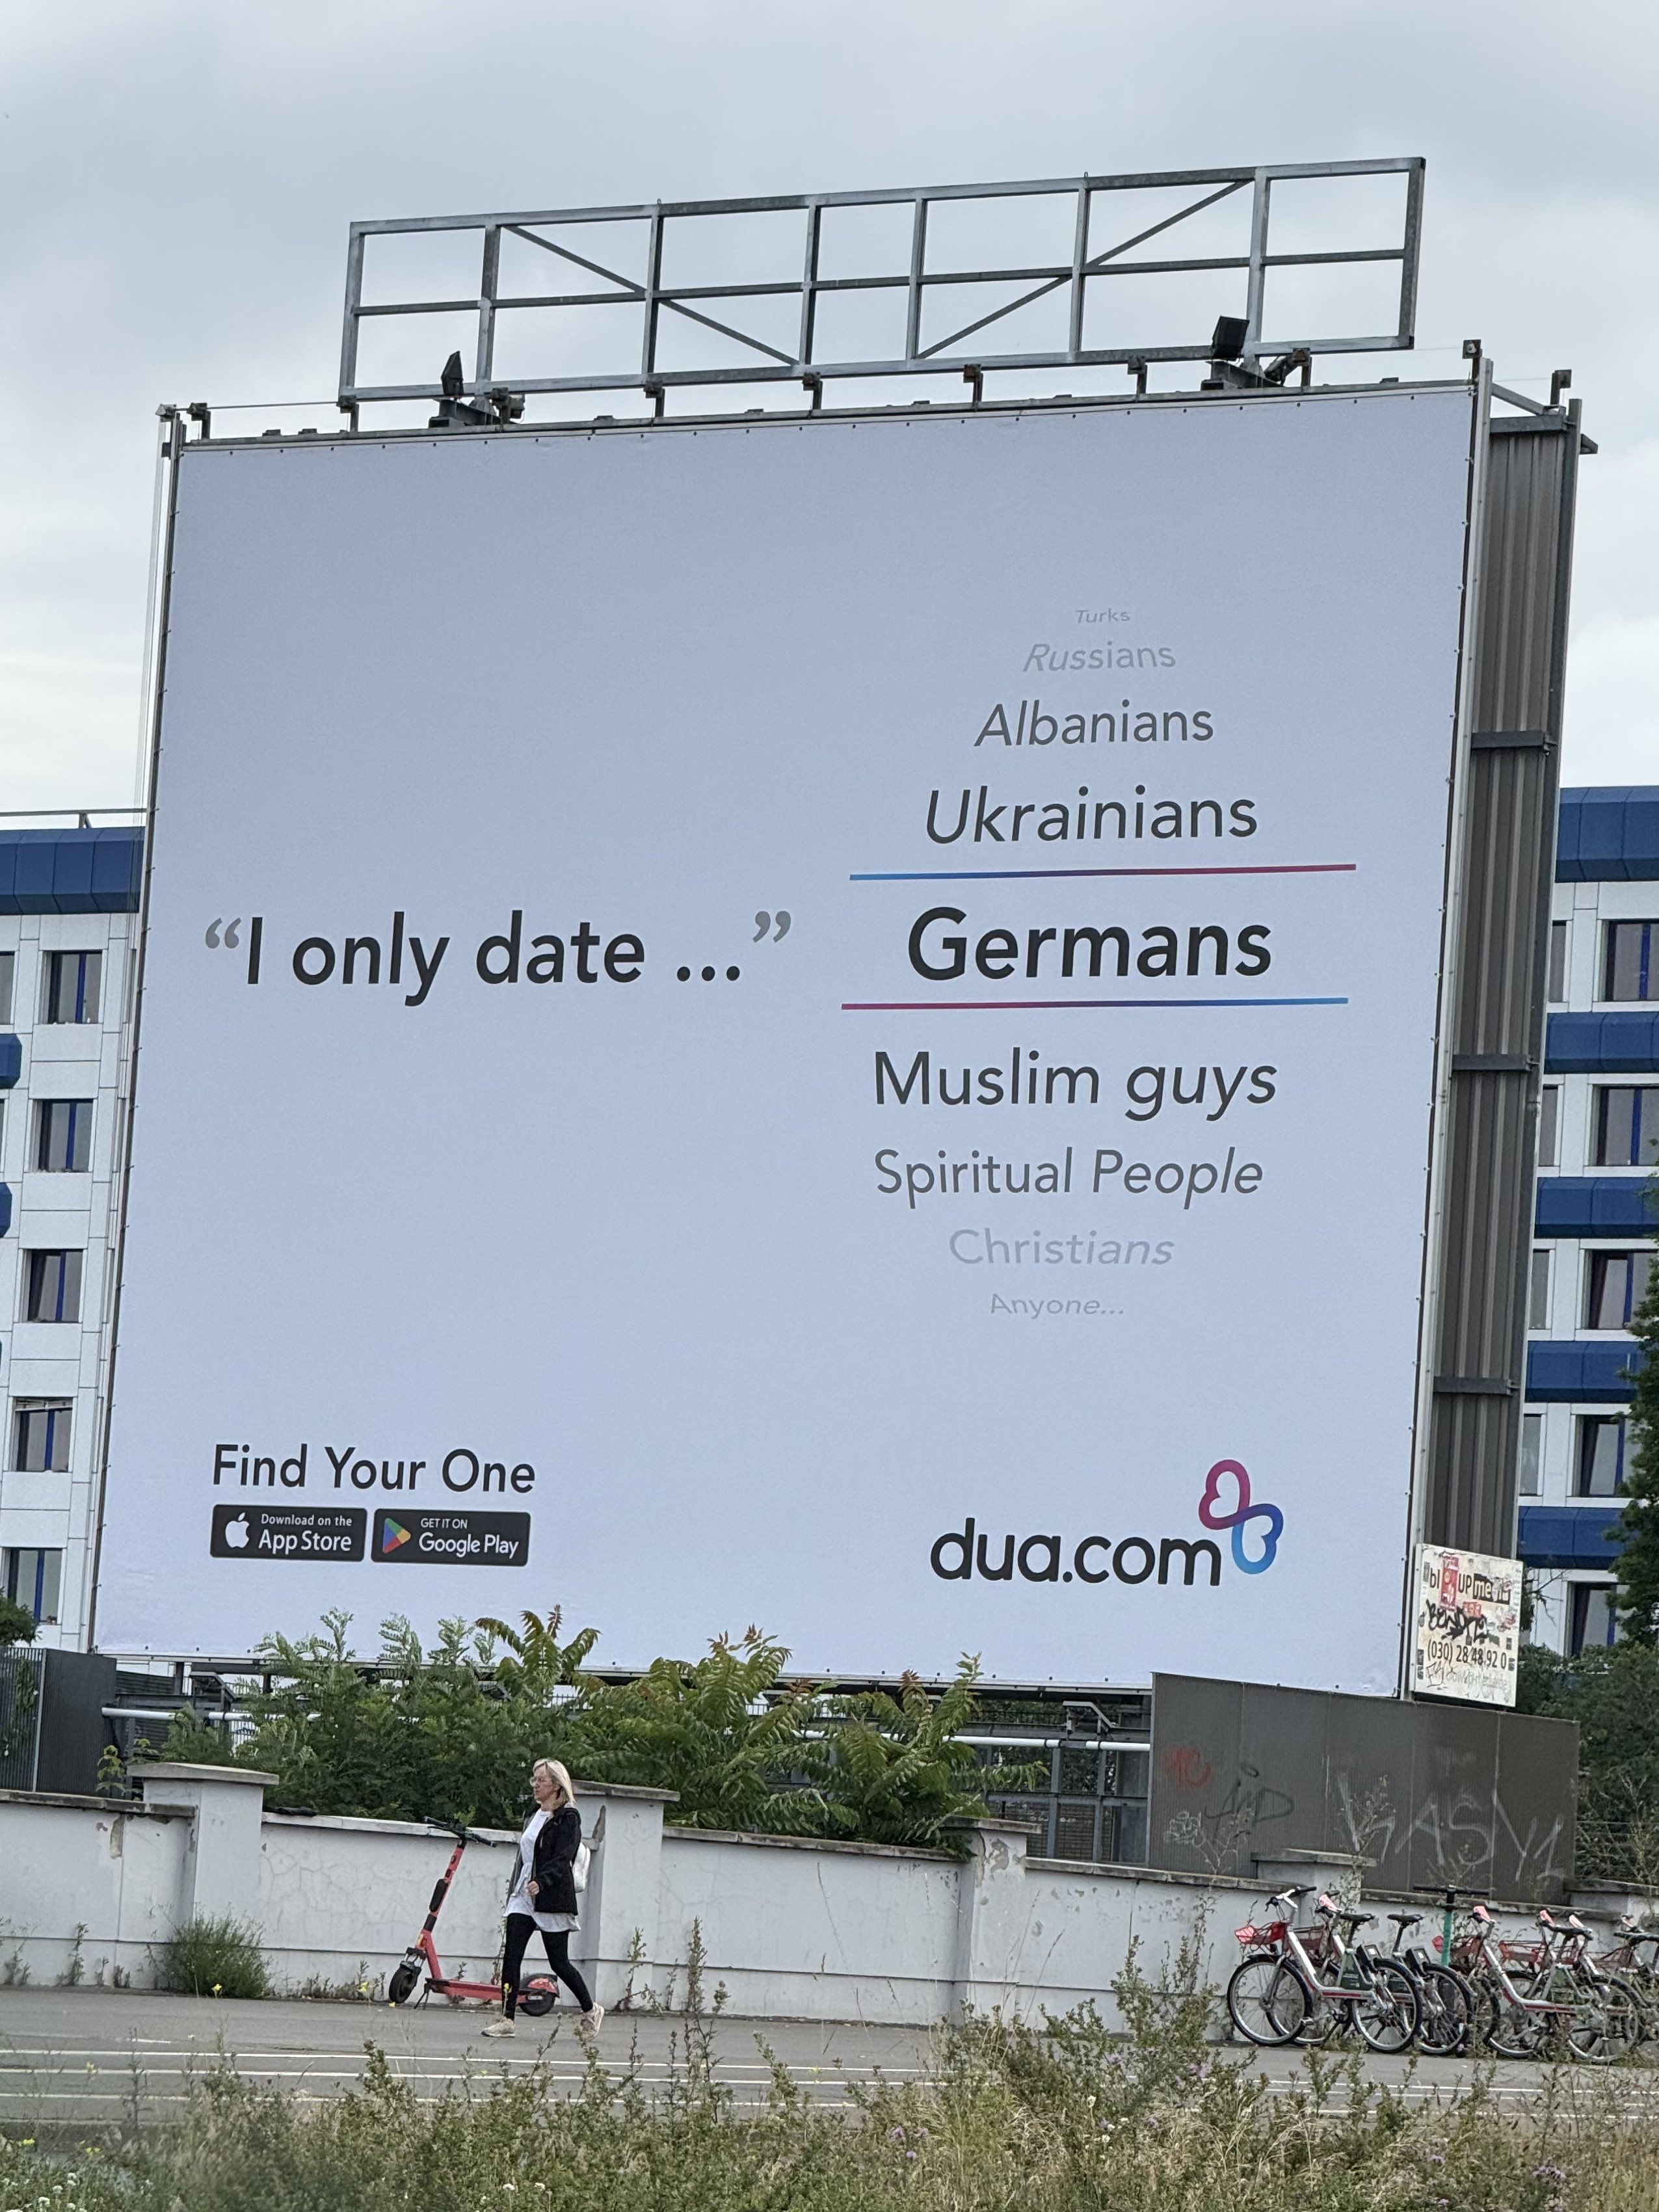 Turks
Russians
Albanians
Ukrainians
“I only date ...”
Germans
Muslim guys
Spiritual People
Christians
Anyone...
Find Your One
Download on the
App Store
GET IT ON
Google Play
dua.com
(030) 28 48 92 0